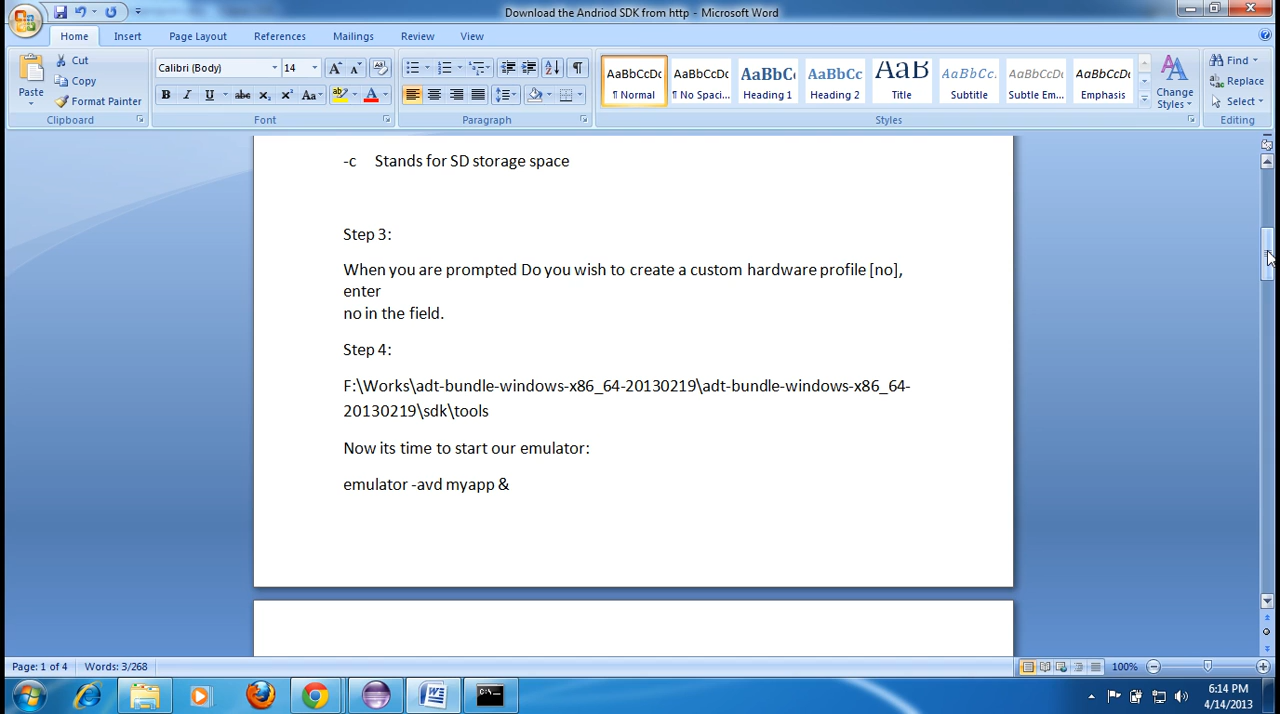 Download the Andriod SDK from http - Microsoft Word
Home Insert Page Layout References Mailings Review View
Paste
Cut
Copy
Format Painter
Clipboard
Calibri (Body) 14
B I U abc X₂ X² Aa
Font
Paragraph
AaBbCcDc AaBbCcDc AaBbC AaBbCc AaB AaBbCc. AaBbCcDc AaBbCcDc
¶ Normal ¶ No Spaci... Heading 1 Heading 2 Title Subtitle Subtle Em... Emphasis
Change
Styles
Styles
Find
Replace
Select
Editing
-c Stands for SD storage space
Step 3:
When you are prompted Do you wish to create a custom hardware profile [no],
enter
no in the field.
Step 4:
F:\Works\adt-bundle-windows-x86_64-20130219\adt-bundle-windows-x86_64-
20130219\sdk\tools
Now its time to start our emulator:
emulator -avd myapp &
Page: 1 of 4 Words: 3/268 100%
6:14 PM
4/14/2013